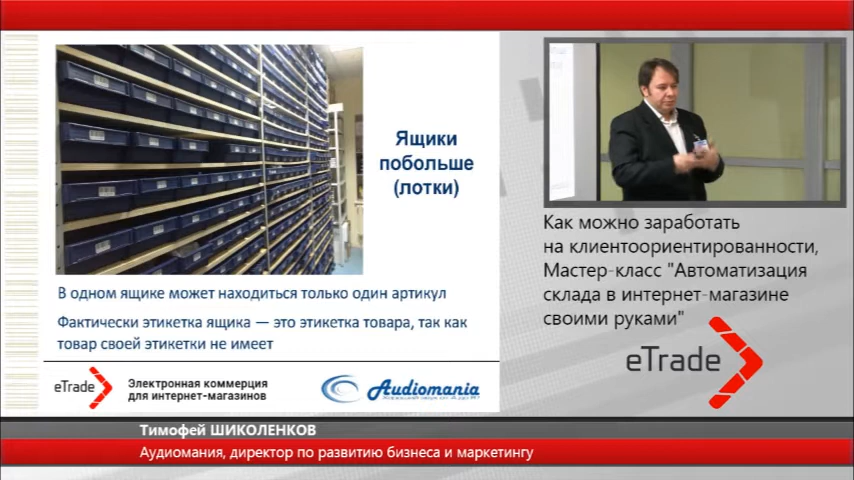 Ящики
побольше
(лотки)
В одном ящике может находиться только один артикул
Фактически этикетка ящика — это этикетка товара, так как
товар своей этикетки не имеет
eTrade
Электронная коммерция
для интернет-магазинов
Audiomania
Как можно заработать
на клиентоориентированности,
Мастер-класс "Автоматизация
склада в интернет-магазине
своими руками"
eTrade
Тимофей ШИКОЛЕНКОВ
Аудиомания, директор по развитию бизнеса и маркетингу